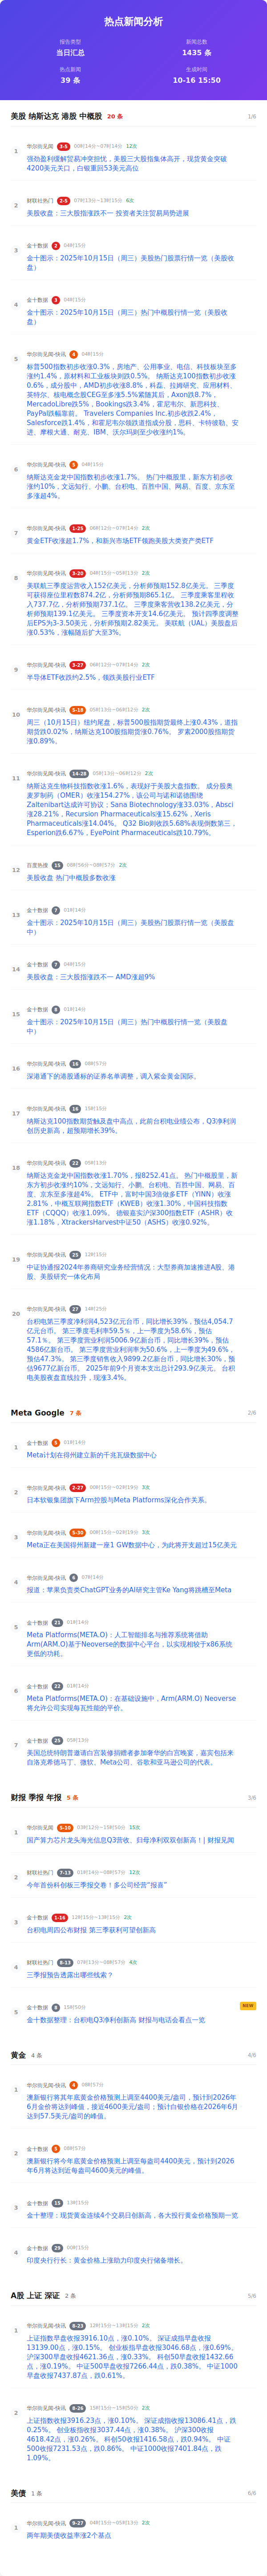 热点新闻分析
报告类型
当日汇总
新闻总数
1435 条
热点新闻
39 条
生成时间
10-16 15:50
美股 纳斯达克 港股 中概股 20 条 1/6
1
华尔街见闻 3-5 00时14分~07时14分 12次
强劲盈利缓解贸易冲突担忧，美股三大股指集体高开，现货黄金突破
4200美元关口，白银重回53美元高位
2
财联社热门 2-9 07时13分~13时15分 6次
美股收盘：三大股指涨跌不一 投资者关注贸易局势进展
3
金十数据 2 04时15分
金十图示：2025年10月15日（周三）美股热门股票行情一览（美股收
盘）
4
金十数据 3 04时15分
金十图示：2025年10月15日（周三）热门中概股行情一览（美股收
盘）
5
华尔街见闻-快讯 4 04时15分
标普500指数初步收涨0.3%，房地产、公用事业、电信、科技板块至多
涨约1.4%，原材料和工业板块则跌0.5%。 纳斯达克100指数初步收涨
0.6%，成分股中，AMD初步收涨8.8%，科磊、拉姆研究、应用材料、
英特尔、核电概念股CEG至多涨5.5%紧随其后，Axon跌8.7%，
MercadoLibre跌5%，Bookings跌3.4%，霍尼韦尔、新思科技、
PayPal跌幅靠前。 Travelers Companies Inc.初步收跌2.4%，
Salesforce跌1.4%，和霍尼韦尔领跌道指成分股，思科、卡特彼勒、安
进、摩根大通、耐克、IBM、沃尔玛则至少收涨约1%。
6
华尔街见闻-快讯 5 04时15分
纳斯达克金龙中国指数初步收涨1.7%。 热门中概股里，新东方初步收
涨约10%，文远知行、小鹏、台积电、百胜中国、网易、百度、京东至
多涨超4%。
7
华尔街见闻-快讯 1-25 06时12分~07时14分 2次
黄金ETF收涨超1.7%，和新兴市场ETF领跑美股大类资产类ETF
8
华尔街见闻-快讯 3-20 04时15分~05时13分 2次
美联航三季度运营收入152亿美元，分析师预期152.8亿美元。 三季度
可获得座位里程数874.2亿，分析师预期865.1亿。 三季度乘客里程收
入737.7亿，分析师预期737.1亿。 三季度乘客营收138.2亿美元，分
析师预期139.1亿美元。 三季度资本开支14.6亿美元。 预计四季度调整
后EPS为3-3.50美元，分析师预期2.82美元。 美联航（UAL）美股盘后
涨0.53%，涨幅随后扩大至3%。
9
华尔街见闻-快讯 3-27 06时12分~07时14分 2次
半导体ETF收跌约2.5%，领跌美股行业ETF
10
华尔街见闻-快讯 5-18 05时13分~06时12分 2次
周三（10月15日）纽约尾盘，标普500股指期货最终上涨0.43%，道指
期货跌0.02%，纳斯达克100股指期货涨0.76%。 罗素2000股指期货
涨0.89%。
11
华尔街见闻-快讯 14-28 05时13分~06时12分 2次
纳斯达克生物科技指数收涨1.6%，表现好于美股大盘指数。 成分股奥
麦罗制药（OMER）收涨154.27%，该公司与诺和诺德围绕
Zaltenibart达成许可协议；Sana Biotechnology涨33.03%，Absci
涨28.21%，Recursion Pharmaceuticals涨15.62%，Xeris
Pharmaceuticals涨14.04%。 Q32 Bio则收跌5.68%表现倒数第三，
Esperion跌6.67%，EyePoint Pharmaceuticals跌10.79%。
12
百度热搜 15 08时56分~08时57分 2次
美股收盘 热门中概股多数收涨
13
金十数据 7 01时14分
金十图示：2025年10月15日（周三）美股热门股票行情一览（美股盘
中）
14
金十数据 7 04时15分
美股收盘：三大股指涨跌不一 AMD涨超9%
15
金十数据 8 01时14分
金十图示：2025年10月15日（周三）热门中概股行情一览（美股盘
中）
16
华尔街见闻-快讯 16 08时57分
深港通下的港股通标的证券名单调整，调入紫金黄金国际。
17
华尔街见闻-快讯 16 15时15分
纳斯达克100指数期货触及盘中高点，此前台积电业绩公布，Q3净利润
创历史新高，超预期增长39%。
18
华尔街见闻-快讯 22 05时13分
纳斯达克金龙中国指数收涨1.70%，报8252.41点。 热门中概股里，新
东方初步收涨约10%，文远知行、小鹏、台积电、百胜中国、网易、百
度、京东至多涨超4%。 ETF中，富时中国3倍做多ETF（YINN）收涨
2.81%，中概互联网指数ETF（KWEB）收涨1.30%，中国科技指数
ETF（CQQQ）收涨1.09%。 德银嘉实沪深300指数ETF（ASHR）收
涨1.18%，XtrackersHarvest中证50（ASHS）收涨0.92%。
19
华尔街见闻-快讯 25 12时15分
中证协通报2024年券商研究业务经营情况：大型券商加速推进A股、港
股、美股研究一体化布局
20
华尔街见闻-快讯 27 14时25分
台积电第三季度净利润4,523亿元台币，同比增长39%，预估4,054.7
亿元台币。 第三季度毛利率59.5%，上一季度为58.6%，预估
57.1%。 第三季度营业利润5006.9亿新台币，同比增长39%，预估
4586亿新台币。 第三季度营业利润率为50.6%，上一季度为49.6%，
预估47.3%。 第三季度销售收入9899.2亿新台币，同比增长30%，预
估9677亿新台币。 2025年前9个月资本支出总计293.9亿美元。 台积
电美股夜盘直线拉升，现涨3.4%。
Meta Google 7 条 2/6
1
金十数据 5 01时14分
Meta计划在得州建立新的千兆瓦级数据中心
2
华尔街见闻-快讯 2-27 00时15分~02时19分 3次
日本软银集团旗下Arm控股与Meta Platforms深化合作关系。
3
华尔街见闻-快讯 5-30 00时15分~02时19分 3次
Meta正在美国得州新建一座1 GW数据中心，为此将开支超过15亿美元
4
华尔街见闻-快讯 6 07时14分
报道：苹果负责类ChatGPT业务的AI研究主管Ke Yang将跳槽至Meta
5
金十数据 21 01时14分
Meta Platforms(META.O)：人工智能排名与推荐系统将借助
Arm(ARM.O)基于Neoverse的数据中心平台，以实现相较于x86系统
更低的功耗。
6
金十数据 22 01时14分
Meta Platforms(META.O)：在基础设施中，Arm(ARM.O) Neoverse
将允许公司实现每瓦性能的平价。
7
金十数据 25 05时13分
美国总统特朗普邀请白宫装修捐赠者参加奢华的白宫晚宴，嘉宾包括来
自洛克希德马丁、微软、Meta公司、谷歌和亚马逊公司的代表。
财报 季报 年报 5 条 3/6
1
华尔街见闻 5-10 03时12分~15时50分 15次
国产算力芯片龙头海光信息Q3营收、归母净利双双创新高！| 财报见闻
2
财联社热门 7-13 01时14分~08时57分 12次
今年首份科创板三季报交卷！多公司经营“报喜”
3
金十数据 1-16 12时15分~13时15分 2次
台积电周四公布财报 第三季获利可望创新高
4
财联社热门 8-13 07时13分~08时57分 4次
三季报预告透露出哪些线索？
5
金十数据 8 15时50分
NEW
金十数据整理：台积电Q3净利创新高 财报与电话会看点一览
黄金 4 条 4/6
1
华尔街见闻-快讯 4 08时57分
澳新银行将其年底黄金价格预测上调至4400美元/盎司，预计到2026年
6月金价将达到峰值，接近4600美元/盎司；预计白银价格在2026年6月
达到57.5美元/盎司的峰值。
2
金十数据 5 08时57分
澳新银行将今年底黄金价格预测上调至每盎司4400美元，预计到2026
年6月将达到近每盎司4600美元的峰值。
3
金十数据 15 13时15分
金十整理：现货黄金连续4个交易日创新高，各大投行黄金价格预期一览
4
金十数据 29 00时15分
印度央行行长：黄金价格上涨助力印度央行储备增长。
A股 上证 深证 2 条 5/6
1
华尔街见闻-快讯 8-23 12时15分~13时15分 2次
上证指数早盘收报3916.10点，涨0.10%。 深证成指早盘收报
13139.00点，涨0.15%。 创业板指早盘收报3046.68点，涨0.69%。
沪深300早盘收报4621.36点，涨0.33%。 科创50早盘收报1432.66
点，涨0.19%。 中证500早盘收报7266.44点，跌0.38%。 中证1000
早盘收报7437.87点，跌0.61%。
2
华尔街见闻-快讯 8-26 15时15分~15时50分 2次
上证指数收报3916.23点，涨0.10%。 深证成指收报13086.41点，跌
0.25%。 创业板指收报3037.44点，涨0.38%。 沪深300收报
4618.42点，涨0.26%。 科创50收报1416.58点，跌0.94%。 中证
500收报7231.53点，跌0.86%。 中证1000收报7401.84点，跌
1.09%。
美债 1 条 6/6
1
华尔街见闻-快讯 9-27 04时15分~05时13分 2次
两年期美债收益率涨2个基点